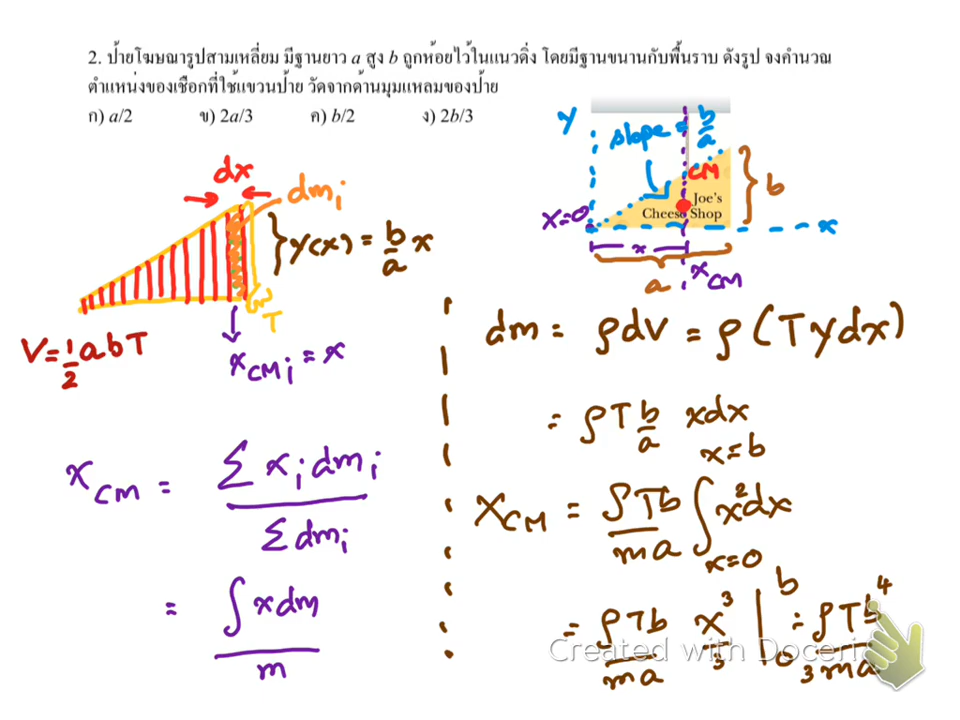 2. ป้ายโฆษณารูปสามเหลี่ยม มีฐานยาว a สูง b ถูกห้อยไว้ในแนวดิ่ง โดยมีฐานขนานกับพื้นราบ ดังรูป จงคำนวณ
ตำแหน่งของเชือกที่ใช้แขวนป้าย วัดจากด้านมุมแหลมของป้าย
ก) a/2 ข) 2a/3 ค) b/2 ง) 2b/3
y
slope = b/a
CM
b
Joe's
Cheese Shop
x=0
x
x
a
x_CM
dx
dm_i
y(x) = b/a x
T
V = 1/2 abT
x_CM_i = x
x_CM = Σ x_i dm_i / Σ dm_i
= ∫ x dm / m
dm = ρdV = ρ(Tydx)
= ρT b/a xdx
x=b
X_CM = ρTb/ma ∫ x²dx
x=0
= ρTb/ma x³/3 |₀ᵇ = ρTb⁴/3ma
Created with Doceri